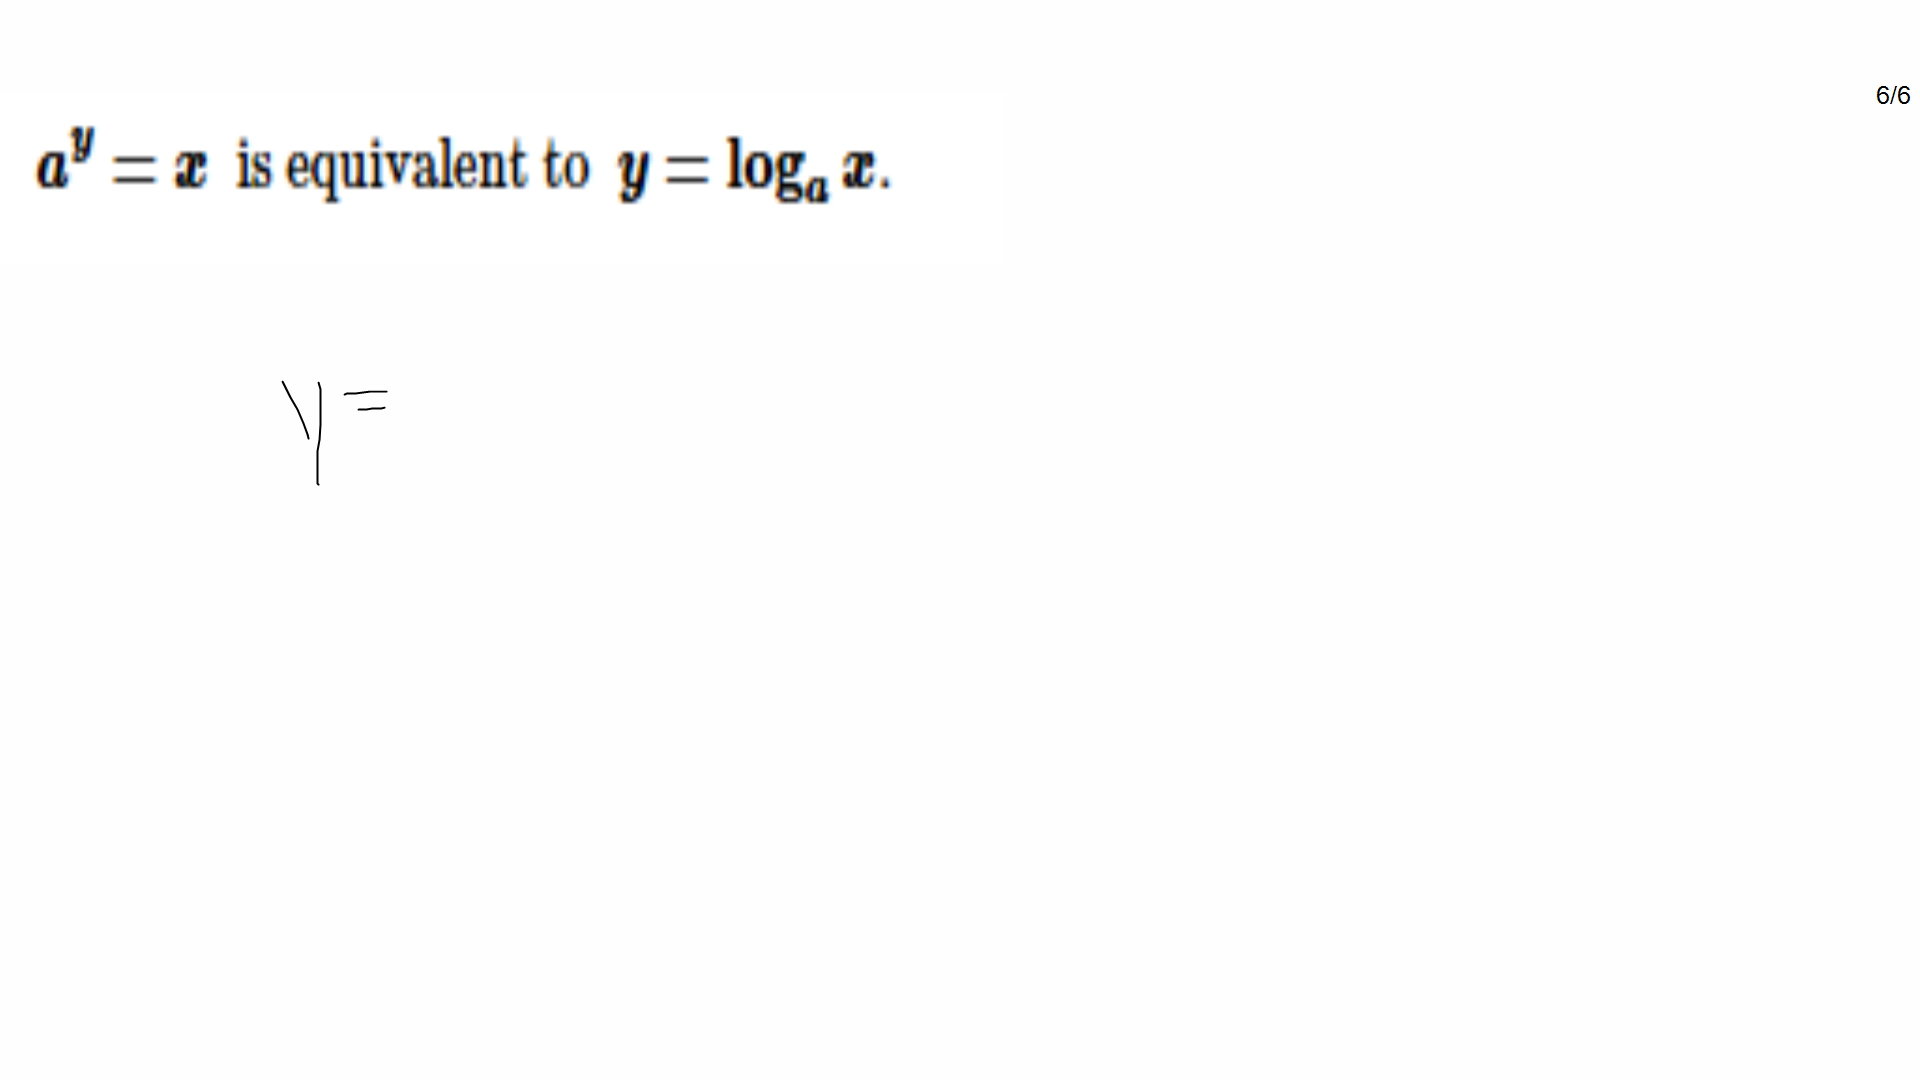 6/6
a^y = x is equivalent to y = log_a x.
y =